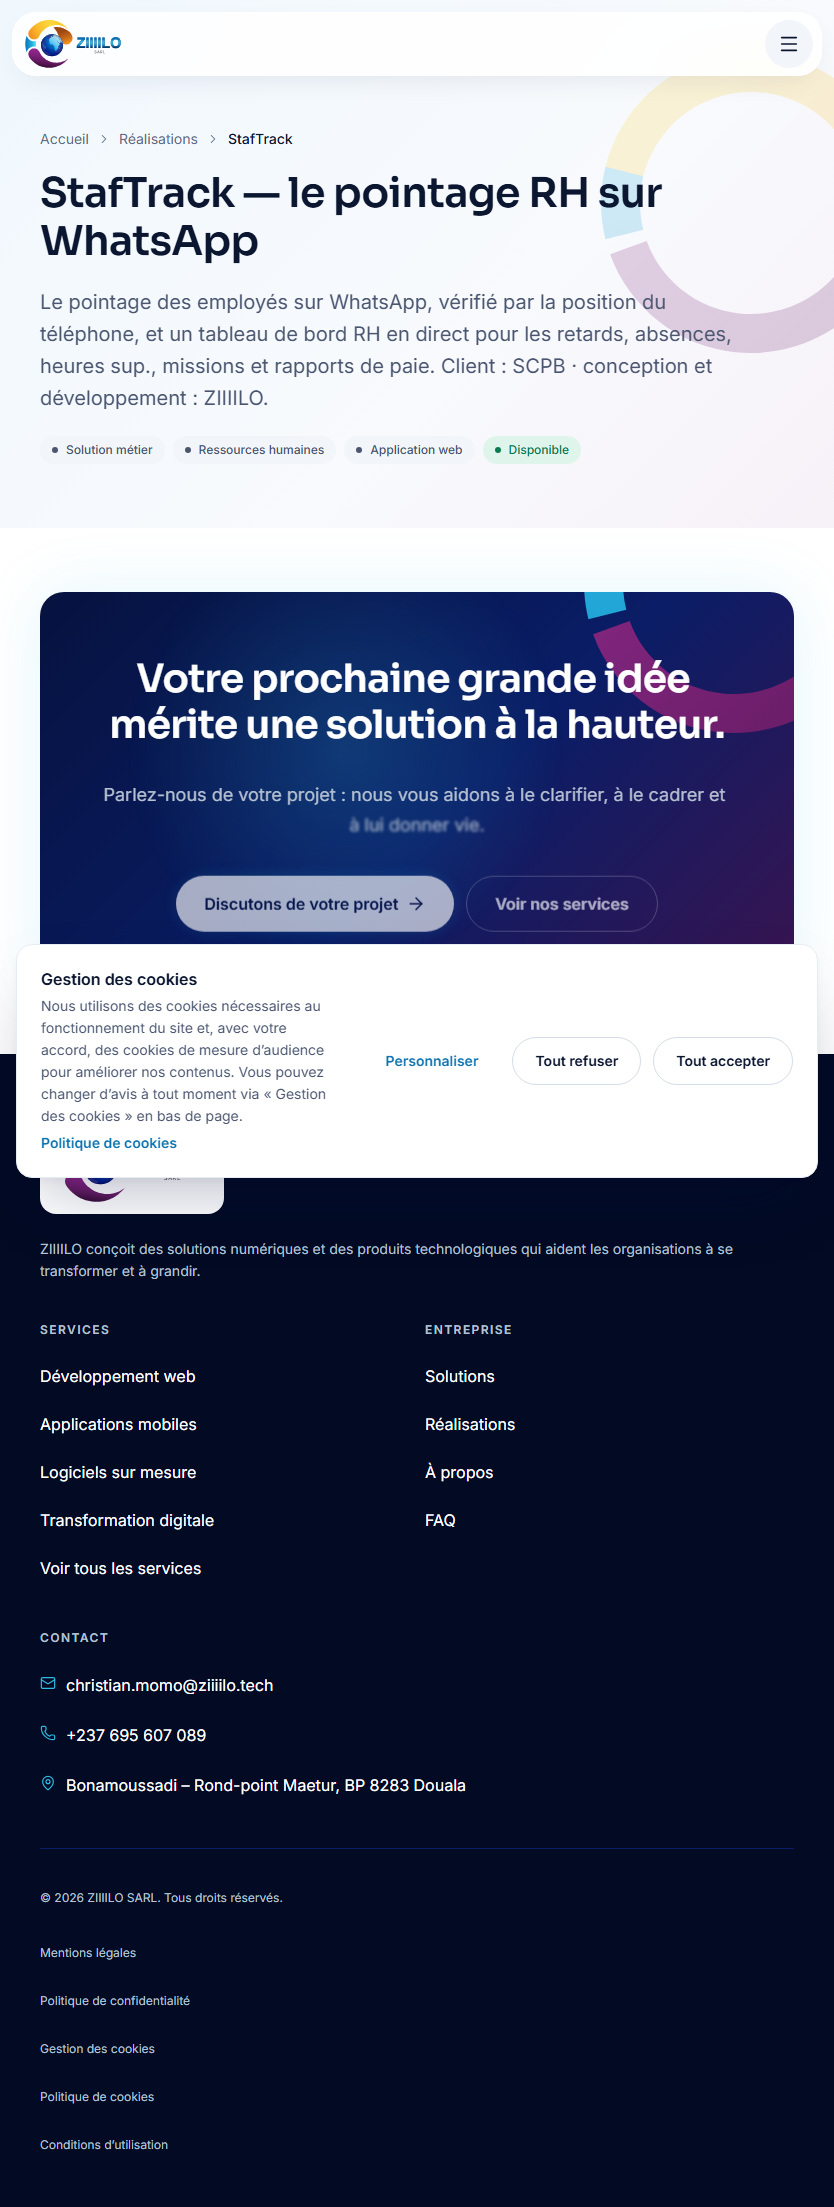 ZIIIILO
SARL
Accueil > Réalisations > StafTrack
StafTrack — le pointage RH sur
WhatsApp
Le pointage des employés sur WhatsApp, vérifié par la position du
téléphone, et un tableau de bord RH en direct pour les retards, absences,
heures sup., missions et rapports de paie. Client : SCPB · conception et
développement : ZIIIILO.
Solution métier
Ressources humaines
Application web
Disponible
Votre prochaine grande idée
mérite une solution à la hauteur.
Parlez-nous de votre projet : nous vous aidons à le clarifier, à le cadrer et
à lui donner vie.
Discutons de votre projet →
Voir nos services
Gestion des cookies
Nous utilisons des cookies nécessaires au
fonctionnement du site et, avec votre
accord, des cookies de mesure d’audience
pour améliorer nos contenus. Vous pouvez
changer d’avis à tout moment via « Gestion
des cookies » en bas de page.
Politique de cookies
Personnaliser
Tout refuser
Tout accepter
SARL
ZIIIILO conçoit des solutions numériques et des produits technologiques qui aident les organisations à se
transformer et à grandir.
SERVICES
Développement web
Applications mobiles
Logiciels sur mesure
Transformation digitale
Voir tous les services
ENTREPRISE
Solutions
Réalisations
À propos
FAQ
CONTACT
christian.momo@ziiiilo.tech
+237 695 607 089
Bonamoussadi – Rond-point Maetur, BP 8283 Douala
© 2026 ZIIIILO SARL. Tous droits réservés.
Mentions légales
Politique de confidentialité
Gestion des cookies
Politique de cookies
Conditions d’utilisation